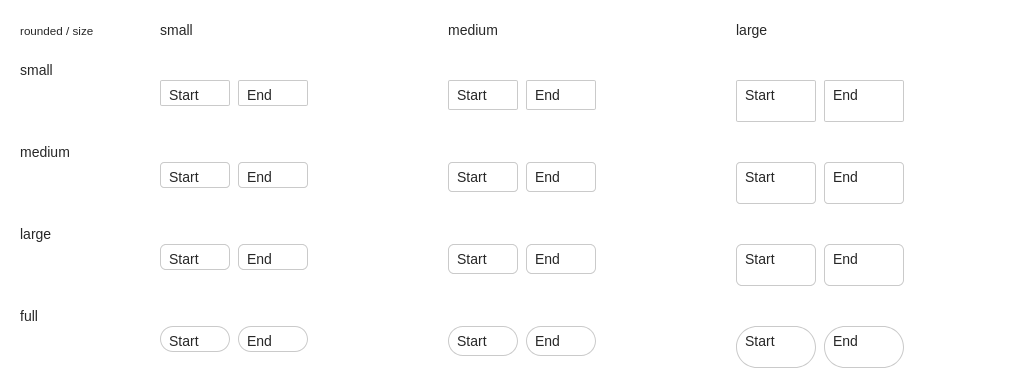 rounded / size small medium large
small
Start End Start End Start End
medium
Start End Start End Start End
large
Start End Start End Start End
full
Start End Start End Start End